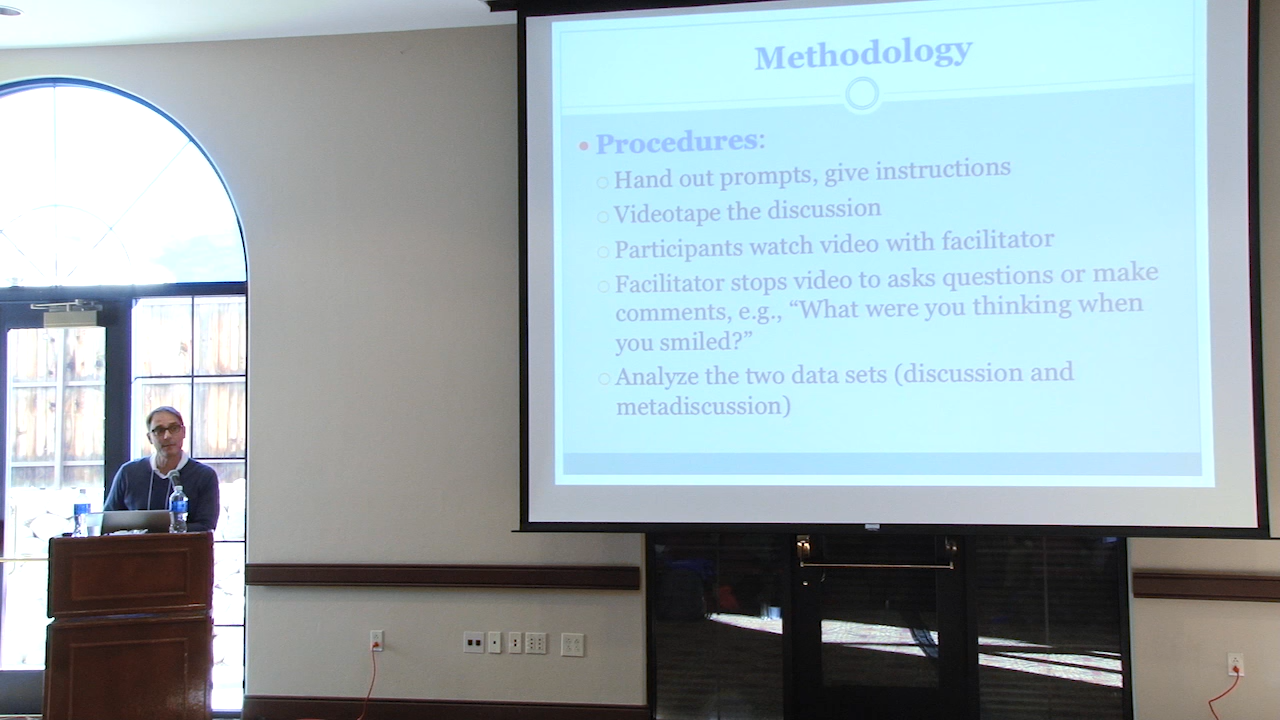 Methodology
Procedures:
Hand out prompts, give instructions
Videotape the discussion
Participants watch video with facilitator
Facilitator stops video to asks questions or make
comments, e.g., “What were you thinking when
you smiled?”
Analyze the two data sets (discussion and
metadiscussion)